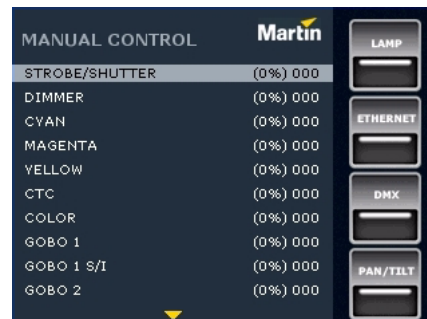 MANUAL CONTROL
Martin
STROBE/SHUTTER (0%) 000
DIMMER (0%) 000
CYAN (0%) 000
MAGENTA (0%) 000
YELLOW (0%) 000
CTC (0%) 000
COLOR (0%) 000
GOBO 1 (0%) 000
GOBO 1 S/I (0%) 000
GOBO 2 (0%) 000
LAMP
ETHERNET
DMX
PAN/TILT